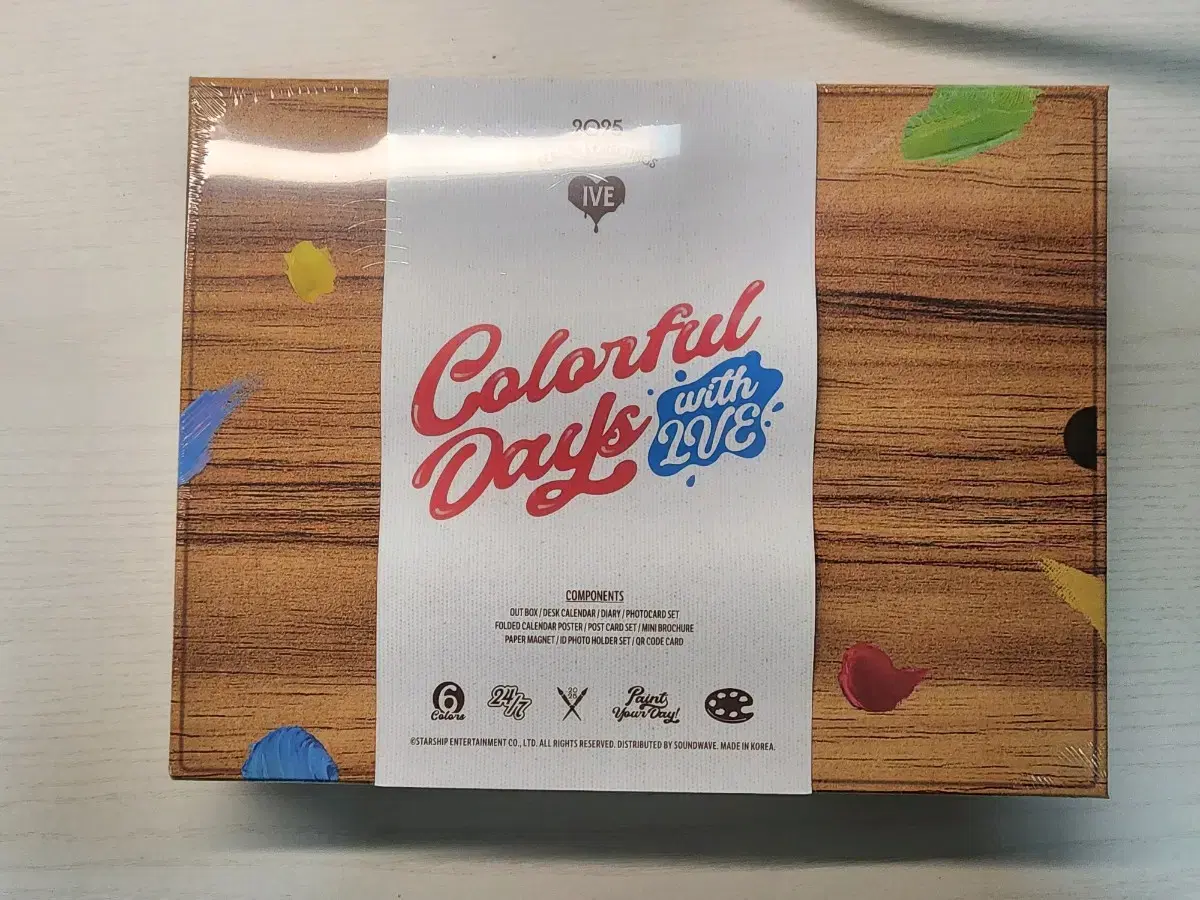 2025
IVE
Colorful
Days
with
IVE
COMPONENTS
OUT BOX / DESK CALENDAR / DIARY / PHOTOCARD SET
FOLDED CALENDAR POSTER / POST CARD SET / MINI BROCHURE
PAPER MAGNET / ID PHOTO HOLDER SET / QR CODE CARD
6
Colors
24/7
2025
Paint
Your Day!
©STARSHIP ENTERTAINMENT CO., LTD. ALL RIGHTS RESERVED. DISTRIBUTED BY SOUNDWAVE. MADE IN KOREA.